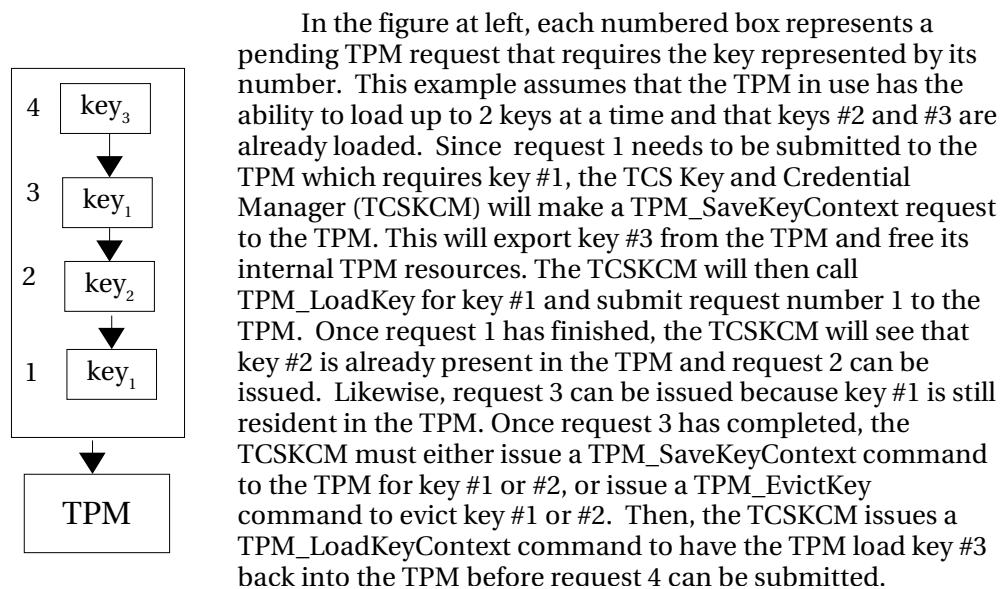 In the figure at left, each numbered box represents a
pending TPM request that requires the key represented by its
number. This example assumes that the TPM in use has the
ability to load up to 2 keys at a time and that keys #2 and #3 are
already loaded. Since request 1 needs to be submitted to the
TPM which requires key #1, the TCS Key and Credential
Manager (TCSKCM) will make a TPM_SaveKeyContext request
to the TPM. This will export key #3 from the TPM and free its
internal TPM resources. The TCSKCM will then call
TPM_LoadKey for key #1 and submit request number 1 to the
TPM. Once request 1 has finished, the TCSKCM will see that
key #2 is already present in the TPM and request 2 can be
issued. Likewise, request 3 can be issued because key #1 is still
resident in the TPM. Once request 3 has completed, the
TCSKCM must either issue a TPM_SaveKeyContext command
to the TPM for key #1 or #2, or issue a TPM_EvictKey
command to evict key #1 or #2. Then, the TCSKCM issues a
TPM_LoadKeyContext command to have the TPM load key #3
back into the TPM before request 4 can be submitted.
4 key₃
3 key₁
2 key₂
1 key₁
TPM